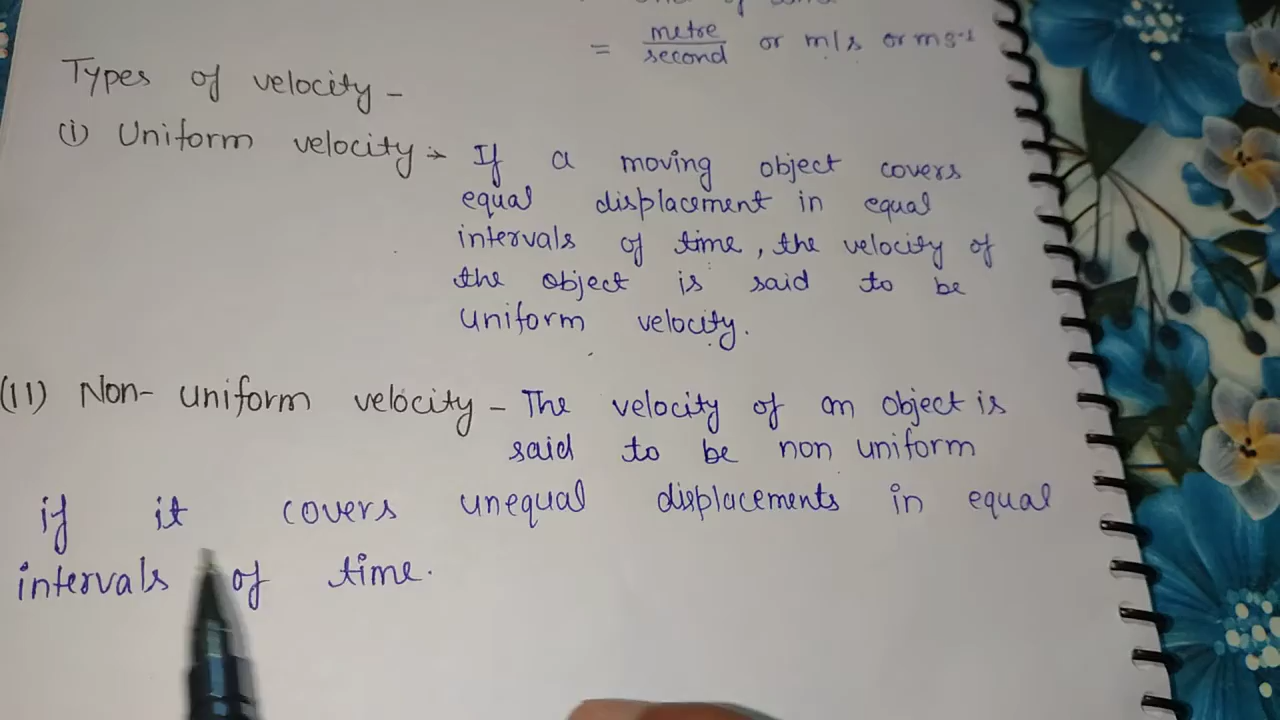 = metre/second or m/s or ms⁻¹
Types of velocity -
(i) Uniform velocity → If a moving object covers
equal displacement in equal
intervals of time, the velocity of
the object is said to be
uniform velocity.
(II) Non-uniform velocity - The velocity of an object is
said to be non uniform
if it covers unequal displacements in equal
intervals of time.